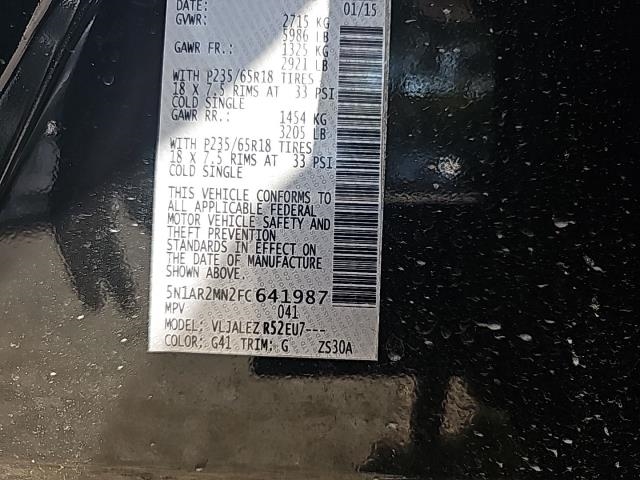 DATE: 01/15
GVWR: 2715 KG
5986 LB
GAWR FR.: 1325 KG
2921 LB
WITH P235/65R18 TIRES
18 X 7.5 RIMS AT 33 PSI
COLD SINGLE
GAWR RR.: 1454 KG
3205 LB
WITH P235/65R18 TIRES
18 X 7.5 RIMS AT 33 PSI
COLD SINGLE
THIS VEHICLE CONFORMS TO
ALL APPLICABLE FEDERAL
MOTOR VEHICLE SAFETY AND
THEFT PREVENTION
STANDARDS IN EFFECT ON
THE DATE OF MANUFACTURE
SHOWN ABOVE.
5N1AR2MN2FC641987
MPV 041
MODEL: VLJALEZ R52EU7---
COLOR: G41 TRIM: G ZS30A